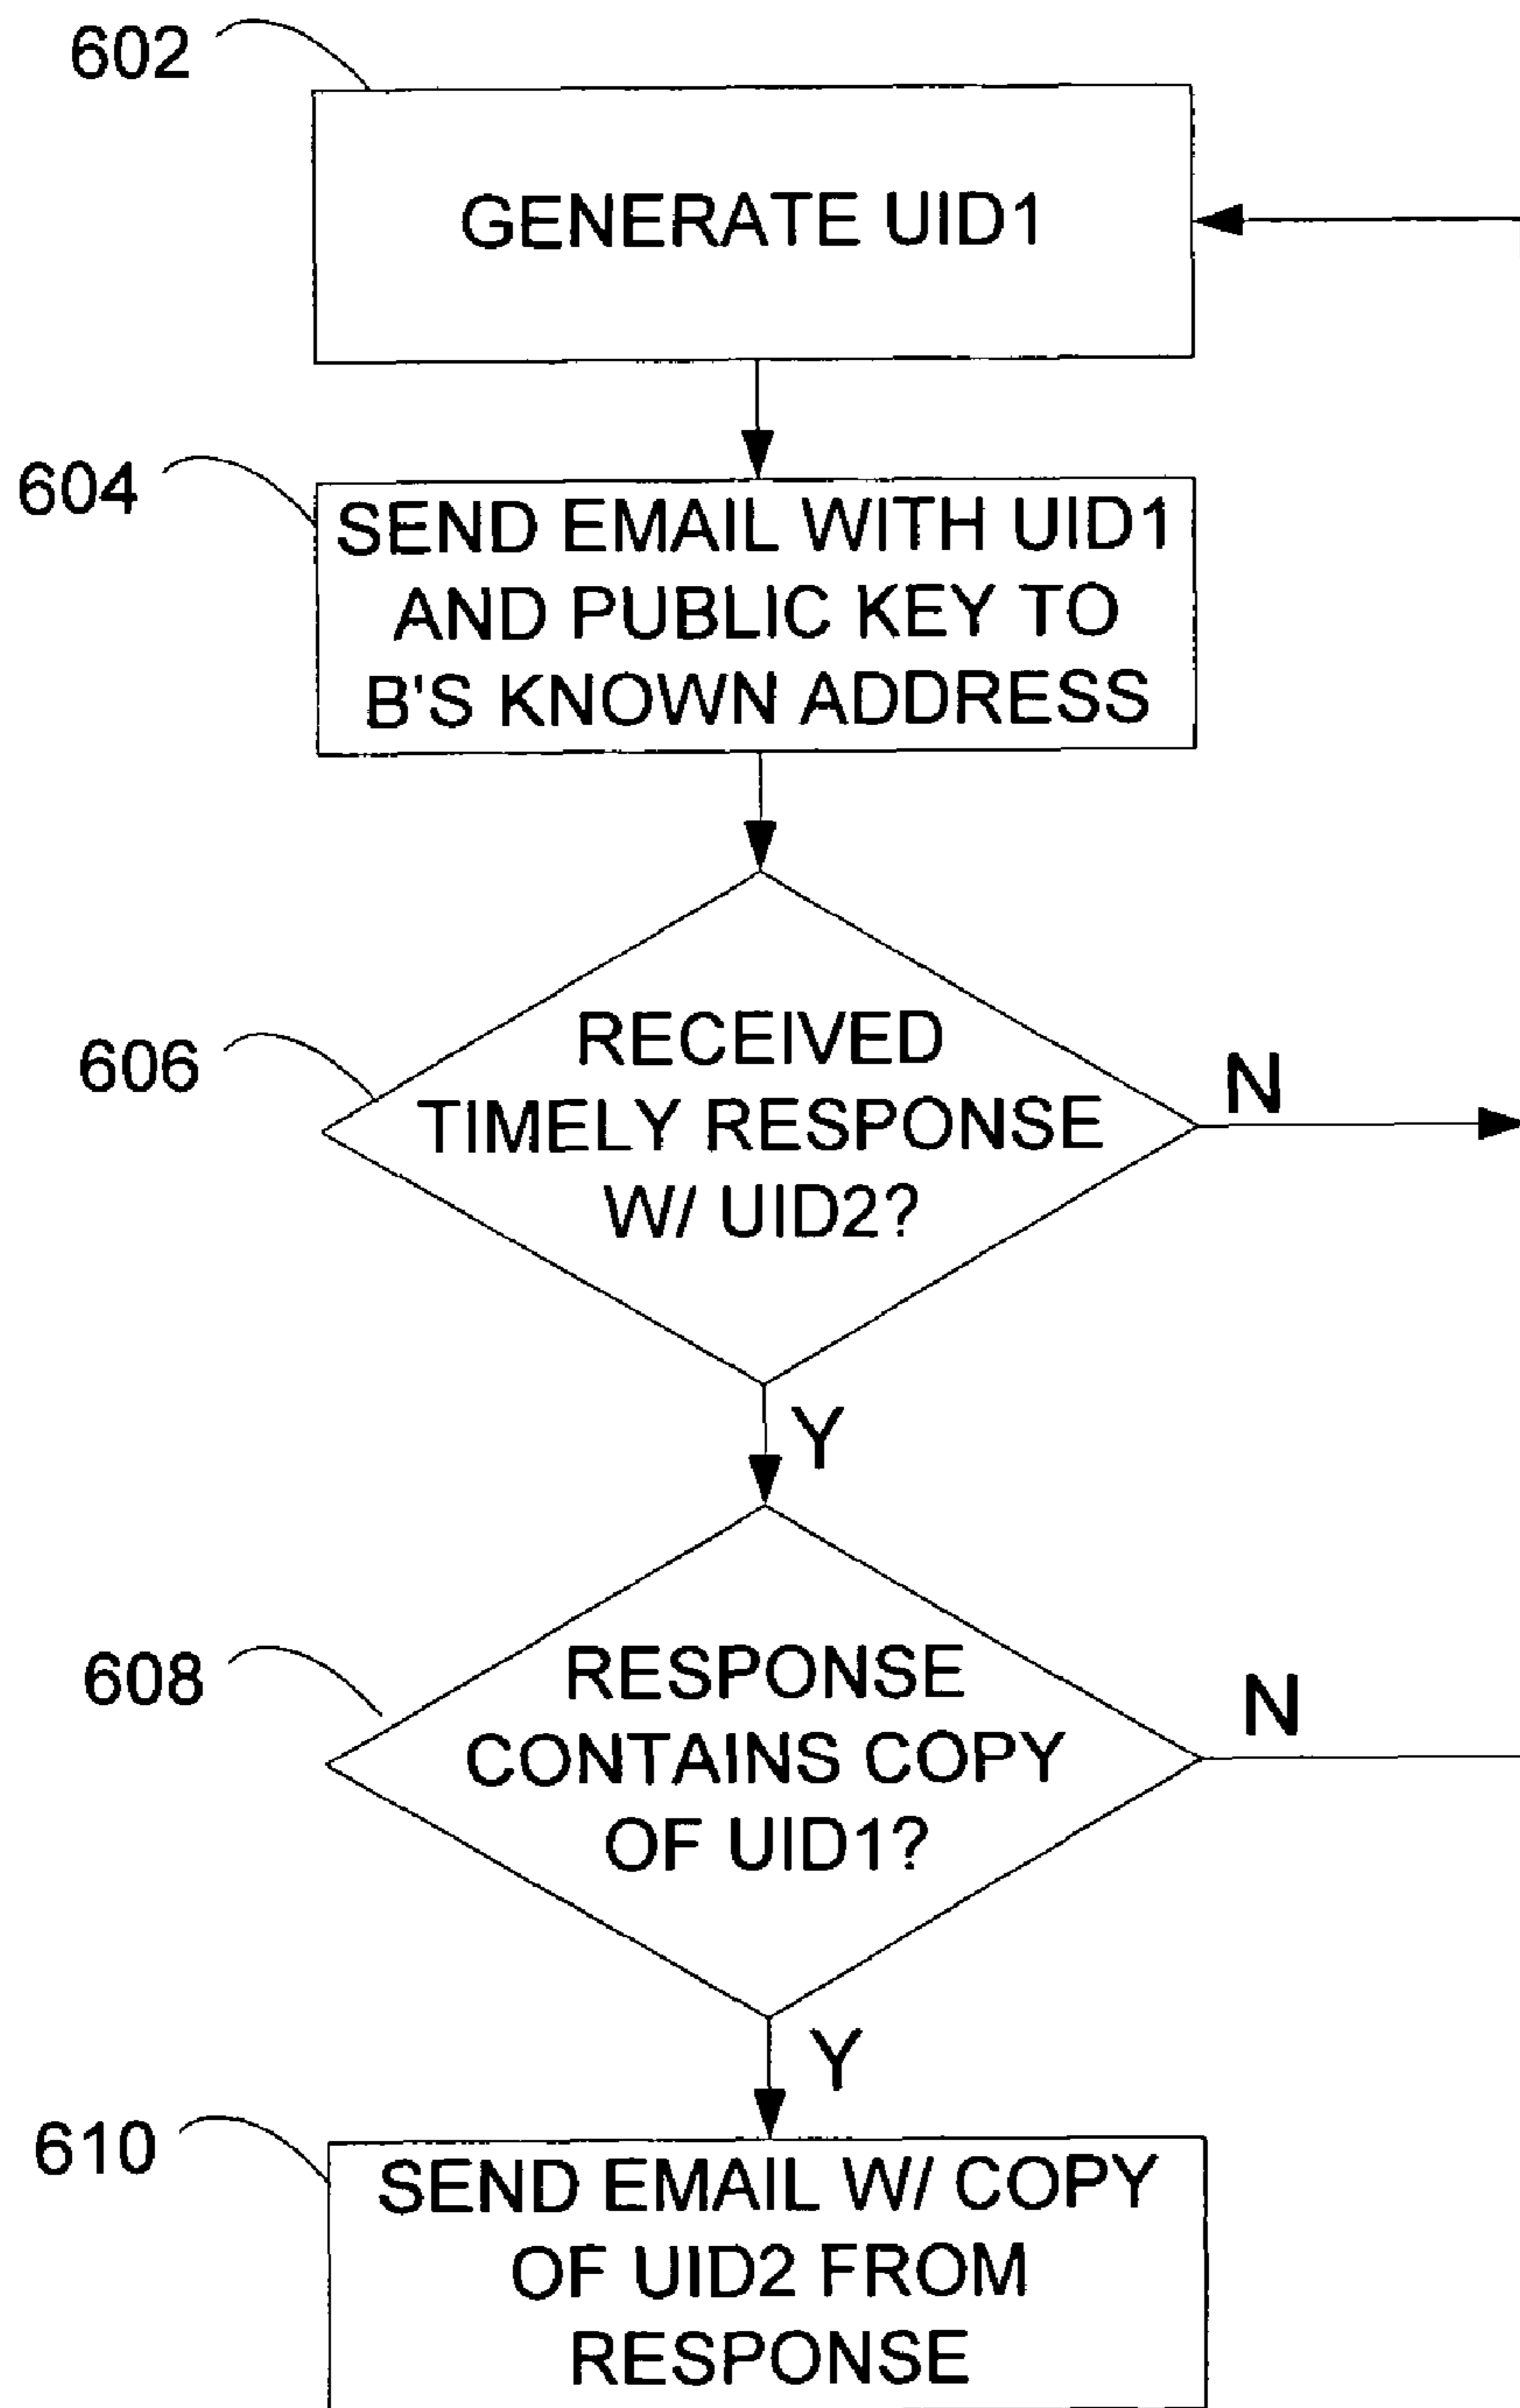 602
GENERATE UID1
604
SEND EMAIL WITH UID1
AND PUBLIC KEY TO
B'S KNOWN ADDRESS
606
RECEIVED
TIMELY RESPONSE
W/ UID2?
N
Y
608
RESPONSE
CONTAINS COPY
OF UID1?
N
Y
610
SEND EMAIL W/ COPY
OF UID2 FROM
RESPONSE